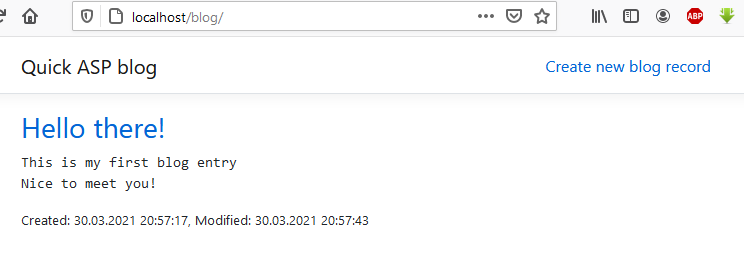 localhost/blog/
ABP
Quick ASP blog
Create new blog record
Hello there!
This is my first blog entry
Nice to meet you!
Created: 30.03.2021 20:57:17, Modified: 30.03.2021 20:57:43